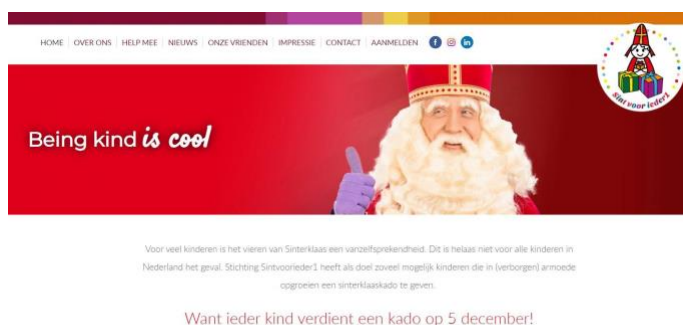 HOME OVER ONS HELP MEE NIEUWS ONZE VRIENDEN IMPRESSIE CONTACT AANMELDEN f in
Sint voor ieder1
Being kind is cool
Voor veel kinderen is het vieren van Sinterklaas een vanzelfsprekendheid. Dit is helaas niet voor alle kinderen in
Nederland het geval. Stichting Sintvoorieder1 heeft als doel zoveel mogelijk kinderen die in (verborgen) armoede
opgroeien een sinterklaaskado te geven.
Want ieder kind verdient een kado op 5 december!